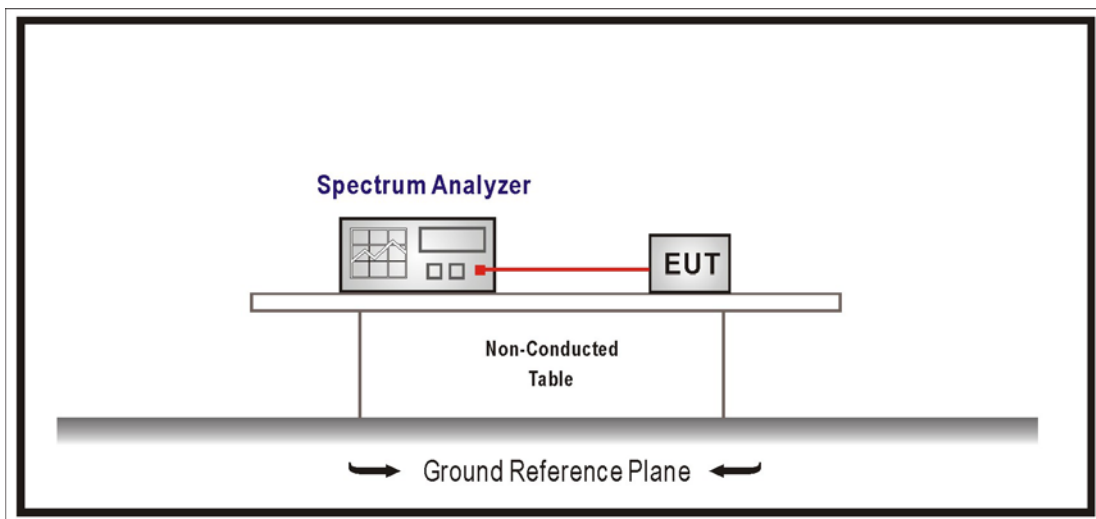 Spectrum Analyzer
EUT
Non-Conducted
Table
Ground Reference Plane